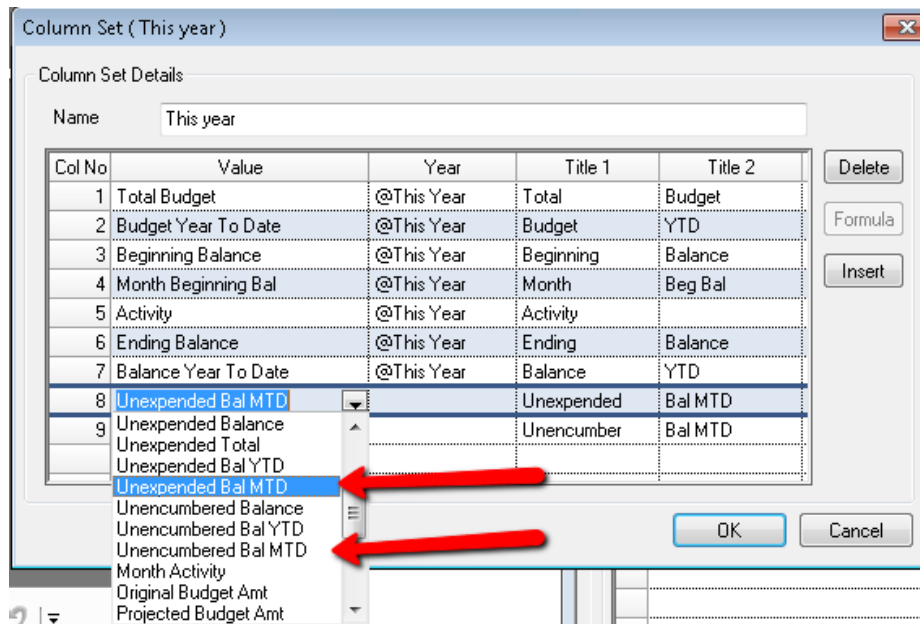 Column Set ( This year )
Column Set Details
Name This year
Col No Value Year Title 1 Title 2 Delete
1 Total Budget @This Year Total Budget
2 Budget Year To Date @This Year Budget YTD Formula
3 Beginning Balance @This Year Beginning Balance
4 Month Beginning Bal @This Year Month Beg Bal Insert
5 Activity @This Year Activity
6 Ending Balance @This Year Ending Balance
7 Balance Year To Date @This Year Balance YTD
8 Unexpended Bal MTD Unexpended Bal MTD
9 Unexpended Balance Unencumber Bal MTD
Unexpended Total
Unexpended Bal YTD
Unexpended Bal MTD
Unencumbered Balance
Unencumbered Bal YTD OK Cancel
Unencumbered Bal MTD
Month Activity
Original Budget Amt
Projected Budget Amt